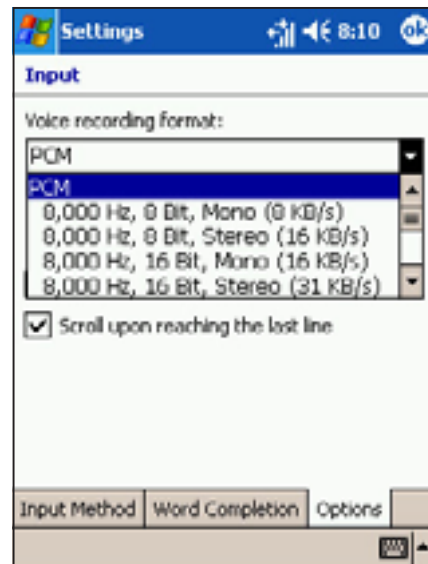 Settings 8:10 ok
Input
Voice recording format:
PCM
PCM
8,000 Hz, 8 Bit, Mono (8 KB/s)
8,000 Hz, 8 Bit, Stereo (16 KB/s)
8,000 Hz, 16 Bit, Mono (16 KB/s)
8,000 Hz, 16 Bit, Stereo (31 KB/s)
Scroll upon reaching the last line
Input Method Word Completion Options